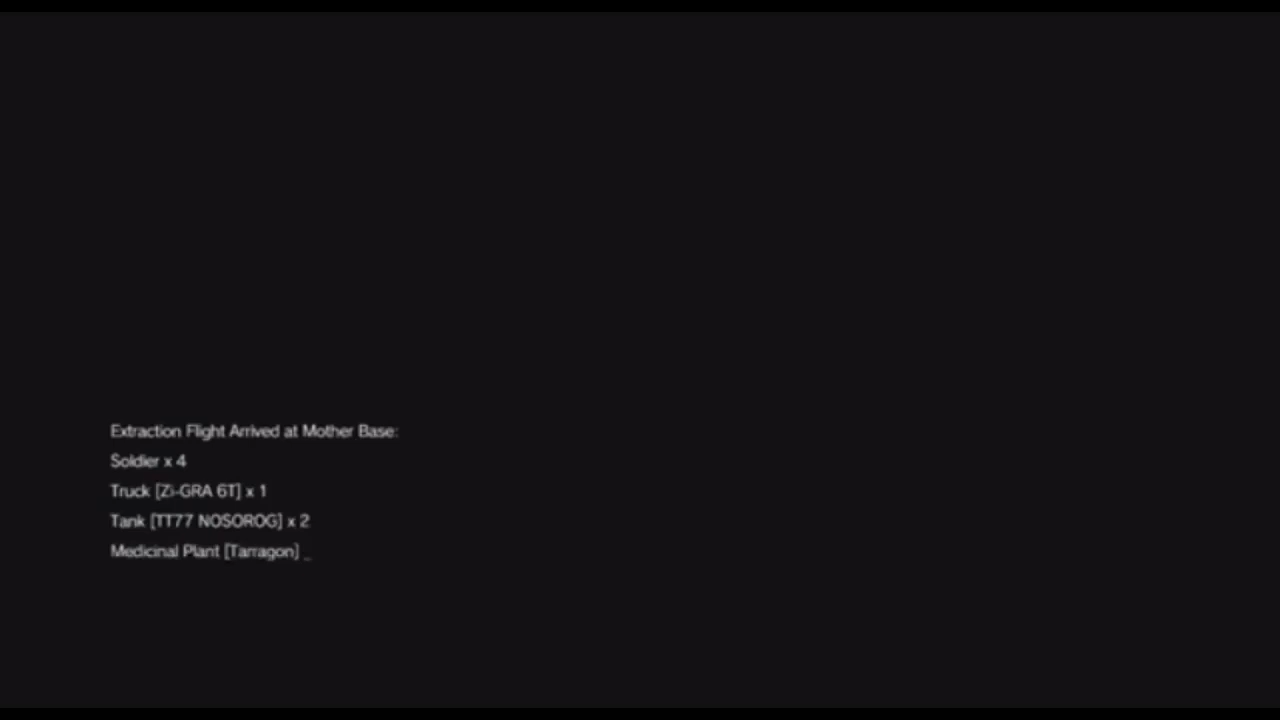 Extraction Flight Arrived at Mother Base:
Soldier x 4
Truck [Zi-GRA 6T] x 1
Tank [TT77 NOSOROG] x 2
Medicinal Plant [Tarragon] _